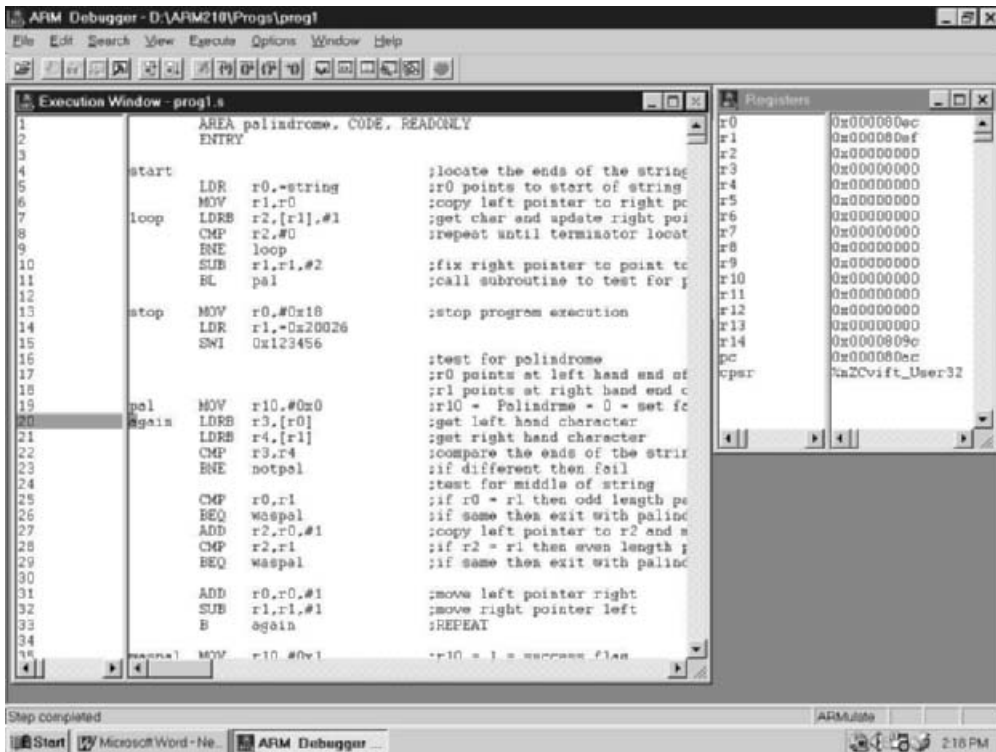 ARM Debugger - D:\ARM210\Progs\prog1
File Edit Search View Execute Options Window Help
Execution Window - prog1.s
1 AREA palindrome, CODE, READONLY
2 ENTRY
3
4 start ;locate the ends of the string
5 LDR r0,=string ;r0 points to start of string
6 MOV r1,r0 ;copy left pointer to right po
7 loop LDRB r2,[r1],#1 ;get char and update right poi
8 CMP r2,#0 ;repeat until terminator locat
9 BNE loop
10 SUB r1,r1,#2 ;fix right pointer to point to
11 BL pal ;call subroutine to test for p
12
13 stop MOV r0,#0x18 ;stop program execution
14 LDR r1,=0x20026
15 SWI 0x123456
16 ;test for palindrome
17 ;r0 points at left hand end of
18 ;r1 points at right hand end o
19 pal MOV r10,#0x0 ;r10 = Palindrme = 0 = set fa
20 again LDRB r3,[r0] ;get left hand character
21 LDRB r4,[r1] ;get right hand character
22 CMP r3,r4 ;compare the ends of the strin
23 BNE notpal ;if different then fail
24 ;test for middle of string
25 CMP r0,r1 ;if r0 = r1 then odd length pa
26 BEQ waspal ;if same then exit with palind
27 ADD r2,r0,#1 ;copy left pointer to r2 and m
28 CMP r2,r1 ;if r2 = r1 then even length p
29 BEQ waspal ;if same then exit with palind
30
31 ADD r0,r0,#1 ;move left pointer right
32 SUB r1,r1,#1 ;move right pointer left
33 B again ;REPEAT
34
35 waspal MOV r10,#0x1 ;r10 = 1 = success flag
Registers
r0 0x000080ec
r1 0x000080ef
r2 0x00000000
r3 0x00000000
r4 0x00000000
r5 0x00000000
r6 0x00000000
r7 0x00000000
r8 0x00000000
r9 0x00000000
r10 0x00000000
r11 0x00000000
r12 0x00000000
r13 0x00000000
r14 0x0000809c
pc 0x000080ac
cpsr %nZCvift_User32
Step completed
ARMulate
Start Microsoft Word - Ne... ARM Debugger ... 2:18 PM